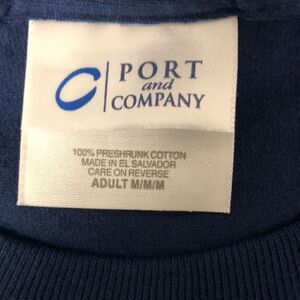 PORT
and
COMPANY
100% PRESHRUNK COTTON
MADE IN EL SALVADOR
CARE ON REVERSE
ADULT M/M/M